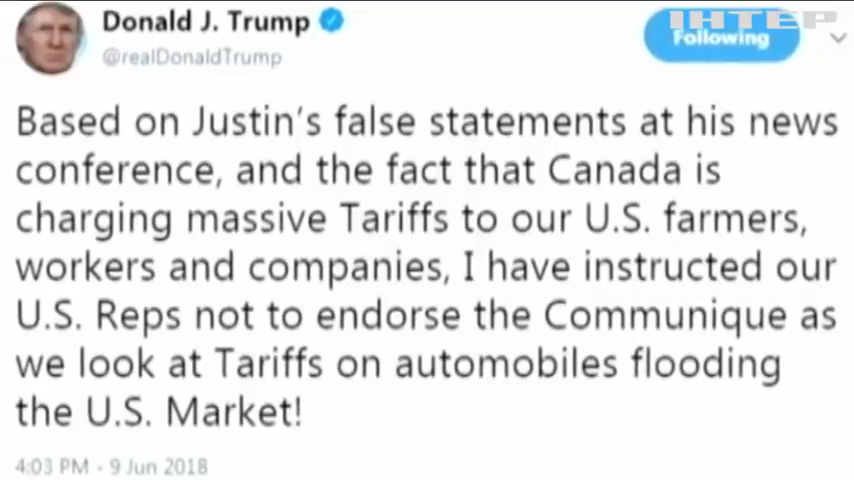 Donald J. Trump
ІНТЕР
Following
@realDonaldTrump
Based on Justin's false statements at his news
conference, and the fact that Canada is
charging massive Tariffs to our U.S. farmers,
workers and companies, I have instructed our
U.S. Reps not to endorse the Communique as
we look at Tariffs on automobiles flooding
the U.S. Market!
4:03 PM - 9 Jun 2018